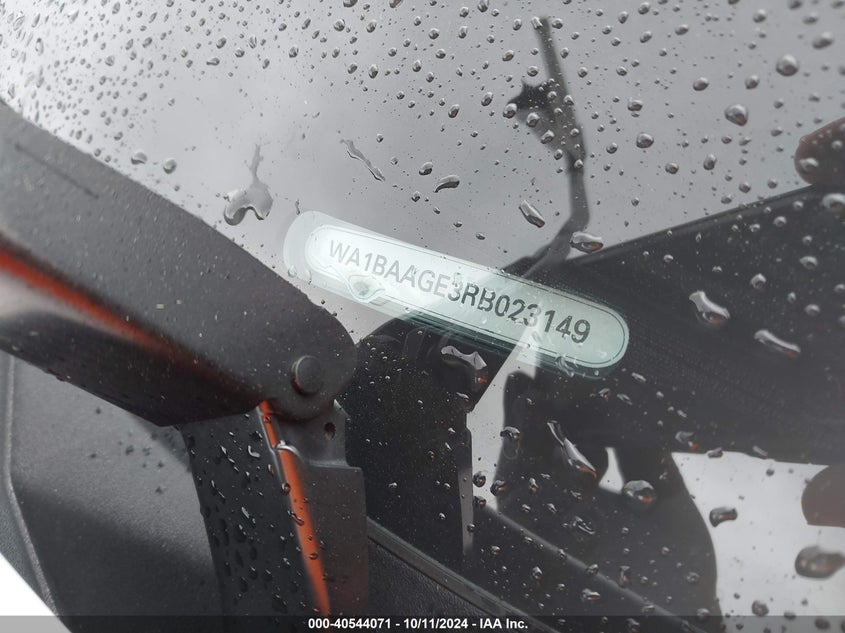 WA1BAAGE3RB023149
000-40544071 - 10/11/2024 - IAA Inc.